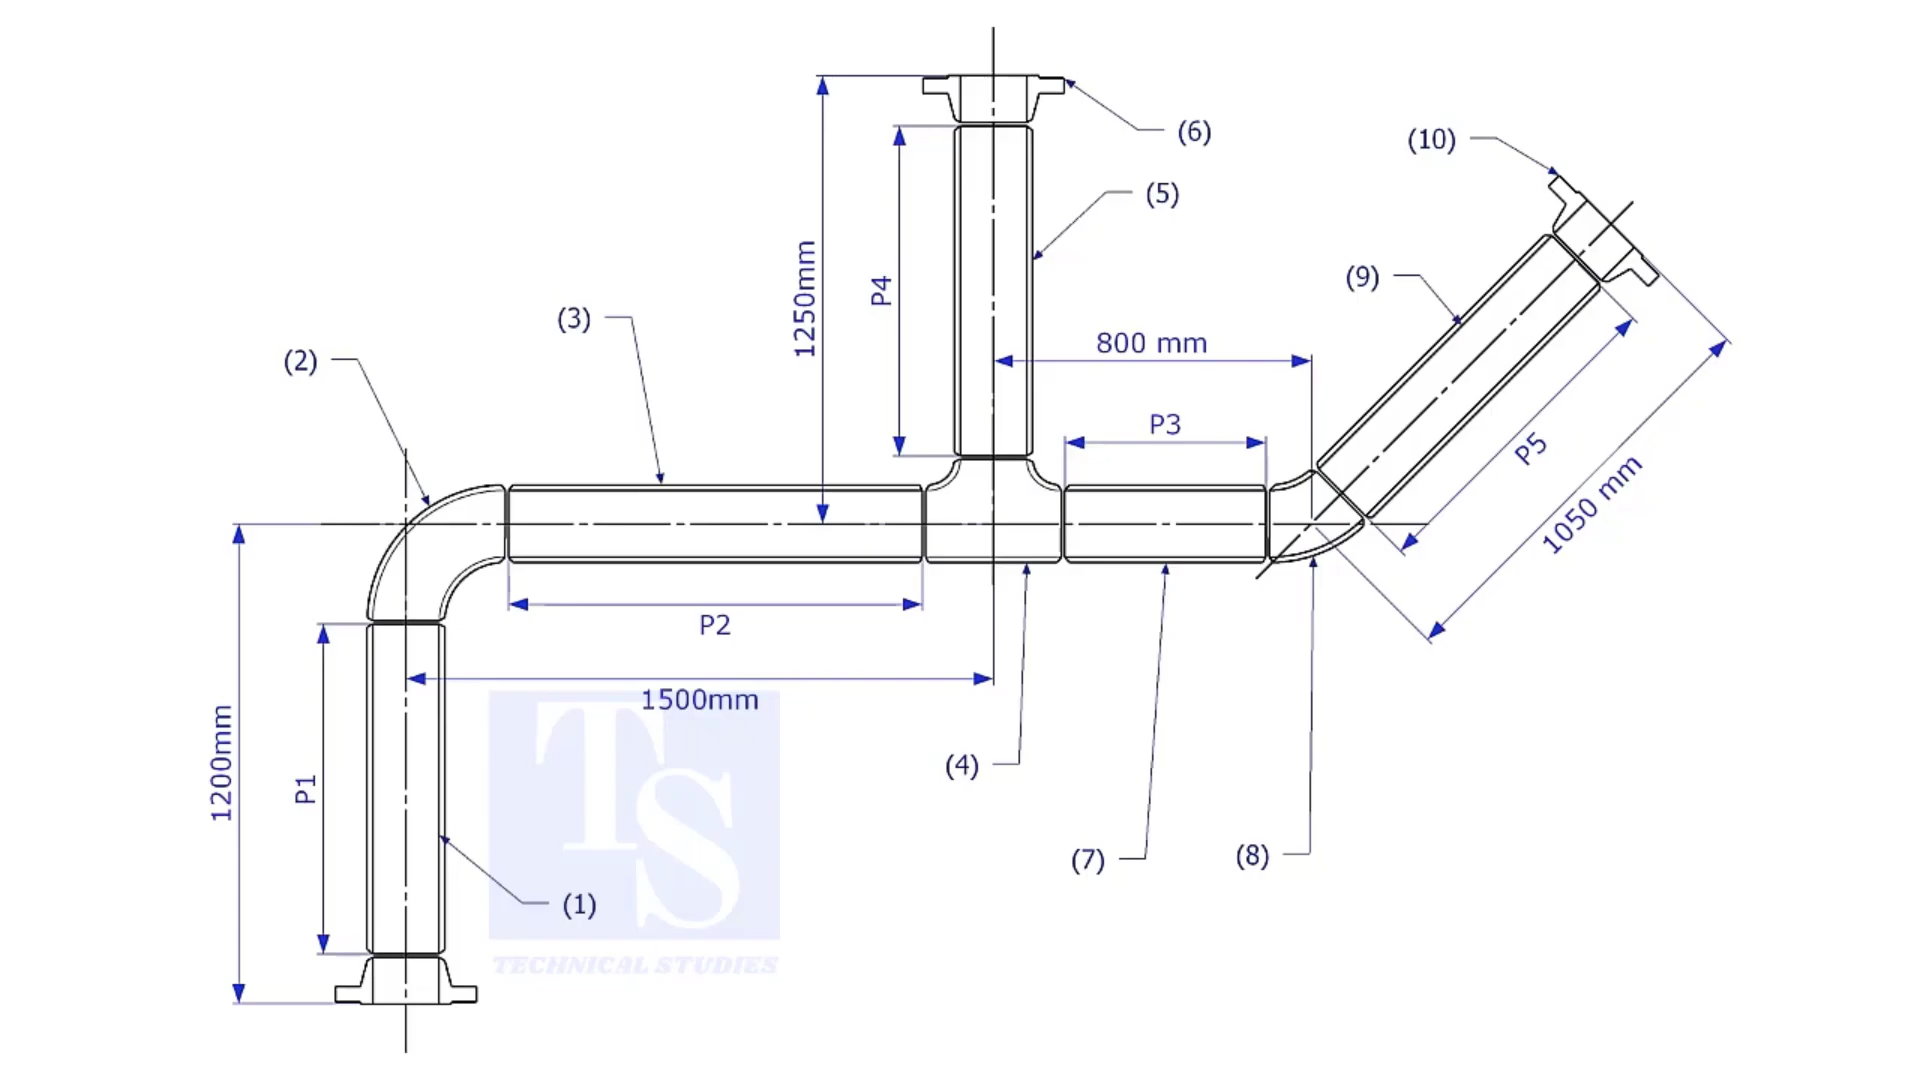 (6)
(10)
(5)
(9)
P4
1250mm
(3)
800 mm
(2)
P3
P5
1050 mm
P2
1500mm
(4)
1200mm
P1
(7)
(8)
(1)
TS
TECHNICAL STUDIES